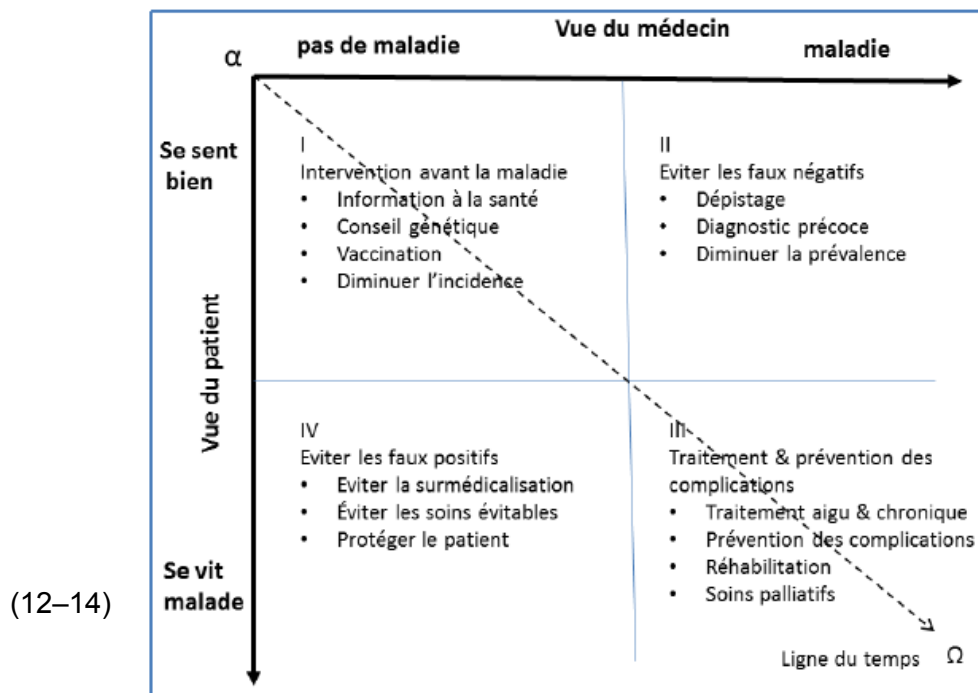 Vue du médecin
pas de maladie
maladie
α
Se sent
bien
I
Intervention avant la maladie
• Information à la santé
• Conseil génétique
• Vaccination
• Diminuer l'incidence
II
Eviter les faux négatifs
• Dépistage
• Diagnostic précoce
• Diminuer la prévalence
Vue du patient
IV
Eviter les faux positifs
• Eviter la surmédicalisation
• Éviter les soins évitables
• Protéger le patient
III
Traitement & prévention des
complications
• Traitement aigu & chronique
• Prévention des complications
• Réhabilitation
• Soins palliatifs
Se vit
malade
(12–14)
Ligne du temps Ω